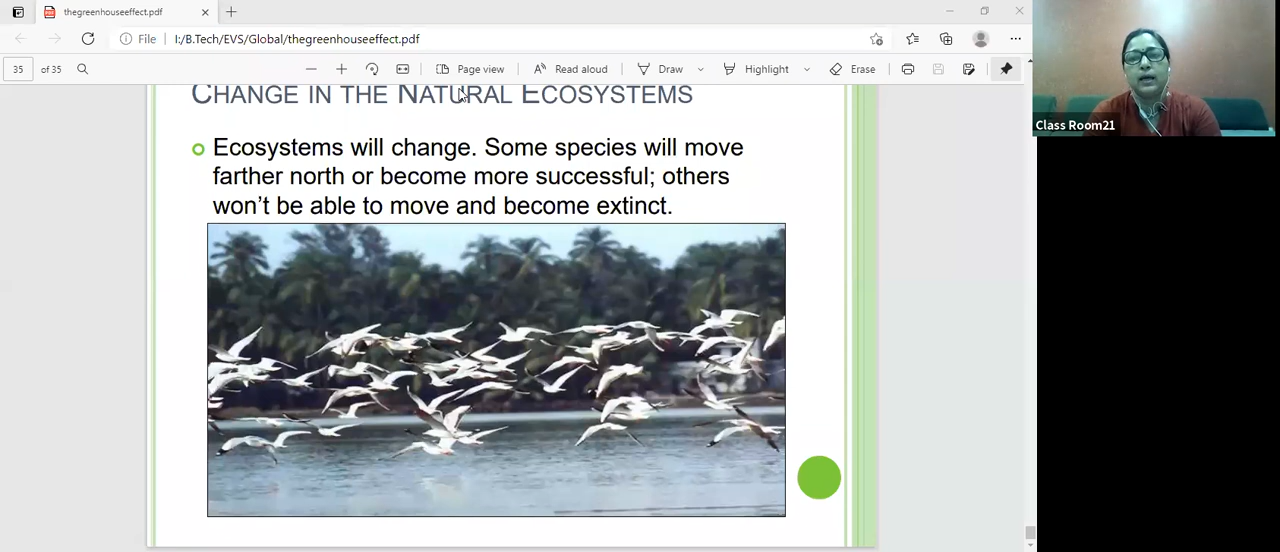 thegreenhouseeffect.pdf
File I:/B.Tech/EVS/Global/thegreenhouseeffect.pdf
35 of 35 Page view Read aloud Draw Highlight Erase
CHANGE IN THE NATURAL ECOSYSTEMS
Ecosystems will change. Some species will move
farther north or become more successful; others
won't be able to move and become extinct.
Class Room21